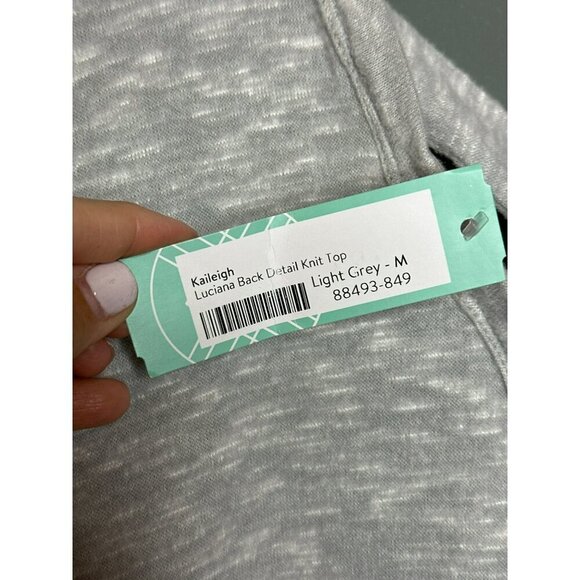 Kaileigh
Luciana Back Detail Knit Top
Light Grey - M
88493-849